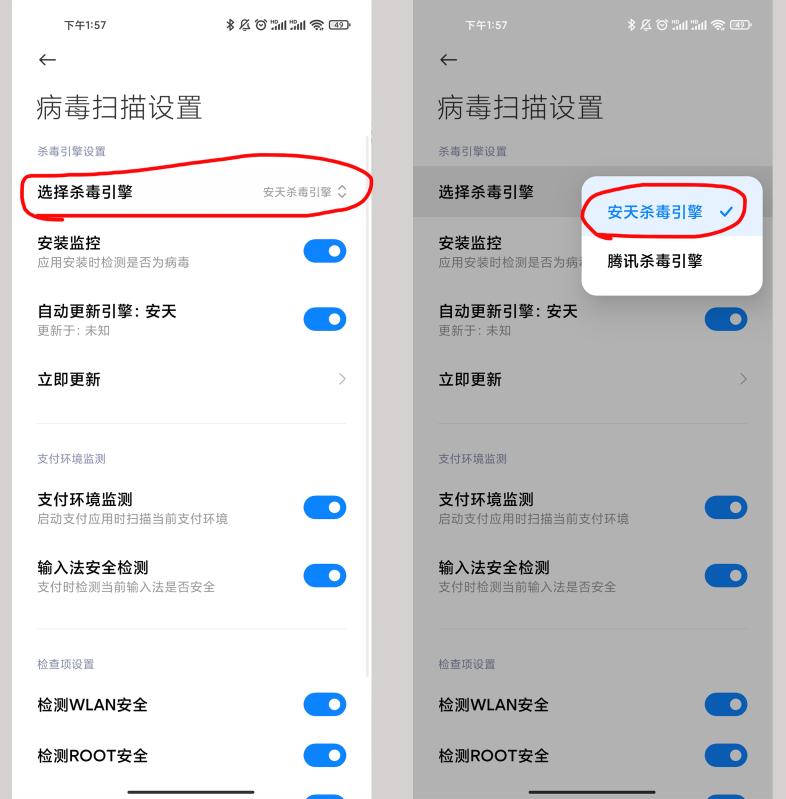 下午1:57
49
病毒扫描设置
杀毒引擎设置
选择杀毒引擎
安天杀毒引擎
安装监控
应用安装时检测是否为病毒
自动更新引擎：安天
更新于：未知
立即更新
支付环境监测
支付环境监测
启动支付应用时扫描当前支付环境
输入法安全检测
支付时检测当前输入法是否安全
检查项设置
检测WLAN安全
检测ROOT安全
下午1:57
49
病毒扫描设置
杀毒引擎设置
选择杀毒引擎
安天杀毒引擎
腾讯杀毒引擎
安装监控
应用安装时检测是否为病
自动更新引擎：安天
更新于：未知
立即更新
支付环境监测
支付环境监测
启动支付应用时扫描当前支付环境
输入法安全检测
支付时检测当前输入法是否安全
检查项设置
检测WLAN安全
检测ROOT安全